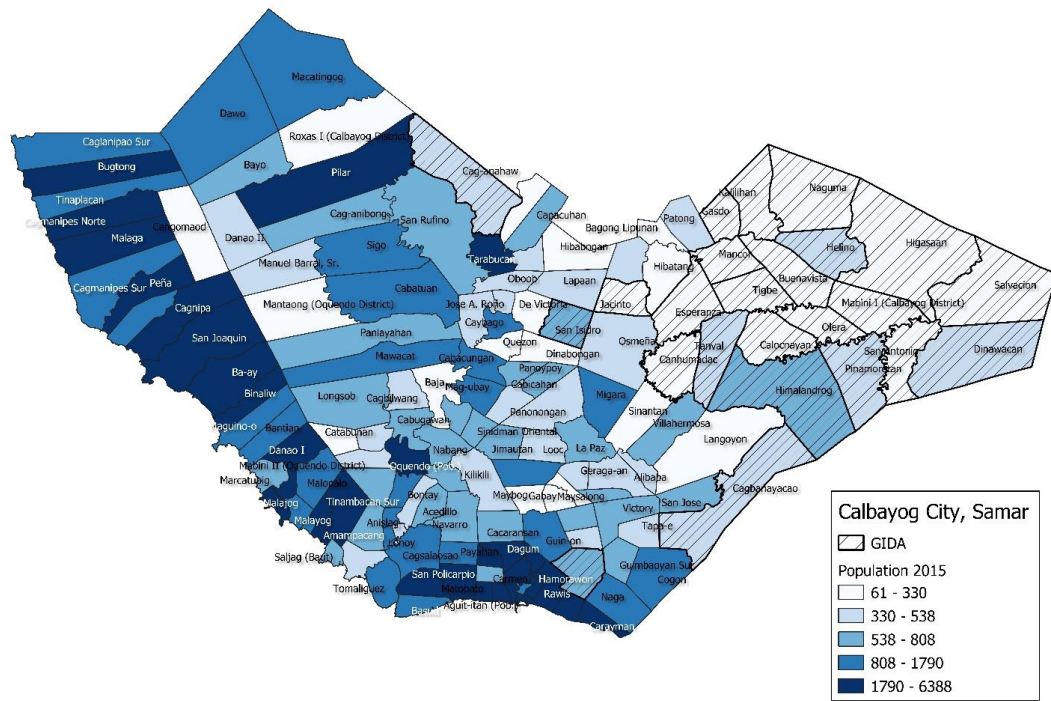 Macatingog
Dawo
Roxas I (Calbayog District)
Caglanipao Sur
Bugtong
Bayo
Pilar
Cag-anahaw
Kalilihan
Naguma
Tinaplacan
Gasdo
Cagmanipes Norte
Cag-anibong
San Rufino
Capacuhan
Patong
Cangomaod
Bagong Lipunan
Malaga
Danao II
Sigo
Hibabogan
Mancol
Helino
Higasaan
Tarabucan
Hibatang
Manuel Barral, Sr.
Oboob
Lapaan
Buenavista
Peña
Cabatuan
Tigbe
Salvacion
Cagmanipes Sur
Jacinto
Cagnipa
Mantaong (Oquendo District)
Jose A. Roño
De Victoria
Mabini I (Calbayog District)
Esperanza
Caybago
San Isidro
Olera
San Joaquin
Panlayahan
Quezon
Osmeña
Calocnayan
Tanval
San Antonio
Dinawacan
Mawacat
Cabacungan
Dinabongan
Canhumadac
Pinamorotan
Ba-ay
Panoypoy
Baja
Mag-ubay
Capicahan
Himalandrog
Binaliw
Longsob
Cagbilwang
Migara
Panonongan
Sinantan
Cabugawan
Villahermosa
Bantian
Catabunan
Sinidman Oriental
Langoyon
Danao I
Nabang
Jimautan
Looc
La Paz
Mabini II (Oquendo District)
Oquendo (Pob.)
Kilikili
Geraga-an
Marcatubig
Malopalo
Alibaba
Cagbanayacao
Tinambacan Sur
Bontay
Maybog
Gabay
Maysalong
San Jose
Malajog
Acedillo
Victory
Malayog
Anislag
Navarro
Tapa-e
Amampacang
Cacaransan
Guin-on
Lonoy
Payahan
Dagum
Saljag (Baut)
Cagsalaosao
Gumbaoyan Sur
Hamorawon
Cogon
San Policarpio
Carmen
Tomaliguez
Matobato
Rawis
Naga
Aguit-itan (Pob.)
Basud
Carayman
Calbayog City, Samar
GIDA
Population 2015
61 - 330
330 - 538
538 - 808
808 - 1790
1790 - 6388